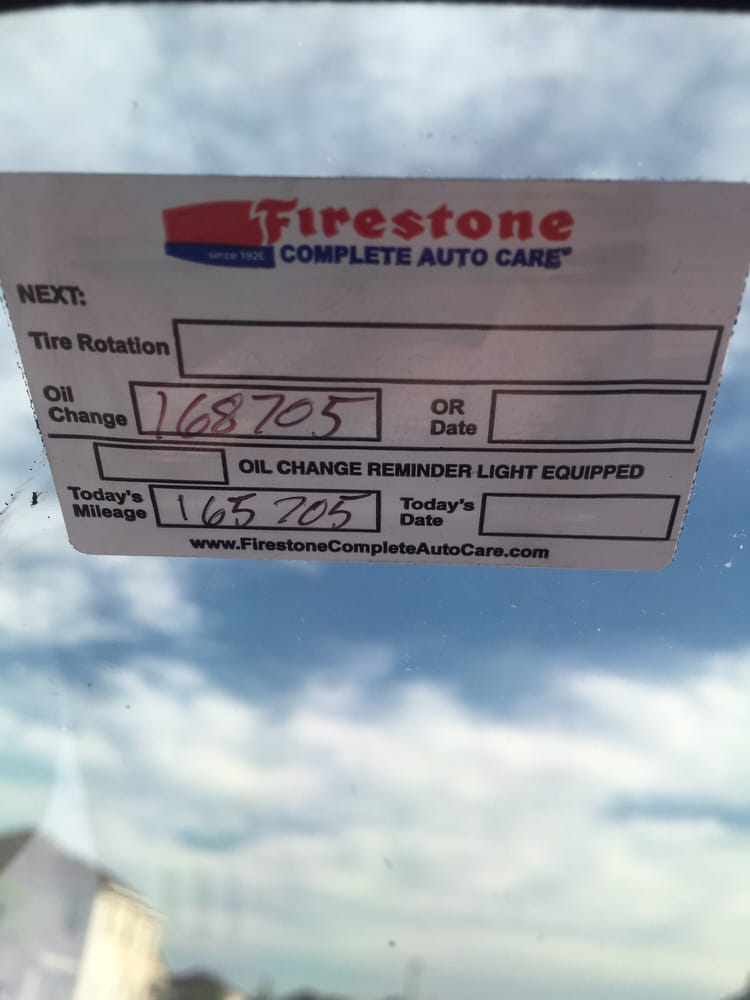 Firestone
since 1926 COMPLETE AUTO CARE
NEXT:
Tire Rotation
Oil Change 168705 OR Date
OIL CHANGE REMINDER LIGHT EQUIPPED
Today's Mileage 165705 Today's Date
www.FirestoneCompleteAutoCare.com